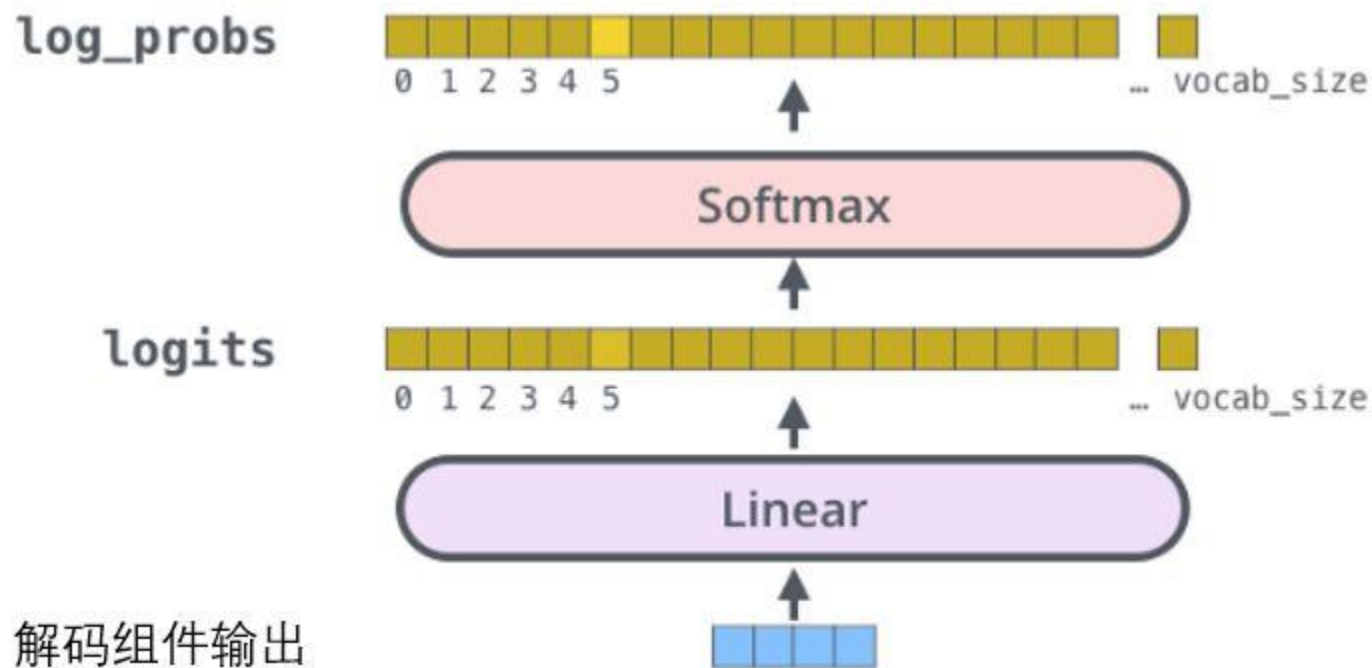 log_probs
0 1 2 3 4 5 … vocab_size
Softmax
logits
0 1 2 3 4 5 … vocab_size
Linear
解码组件输出